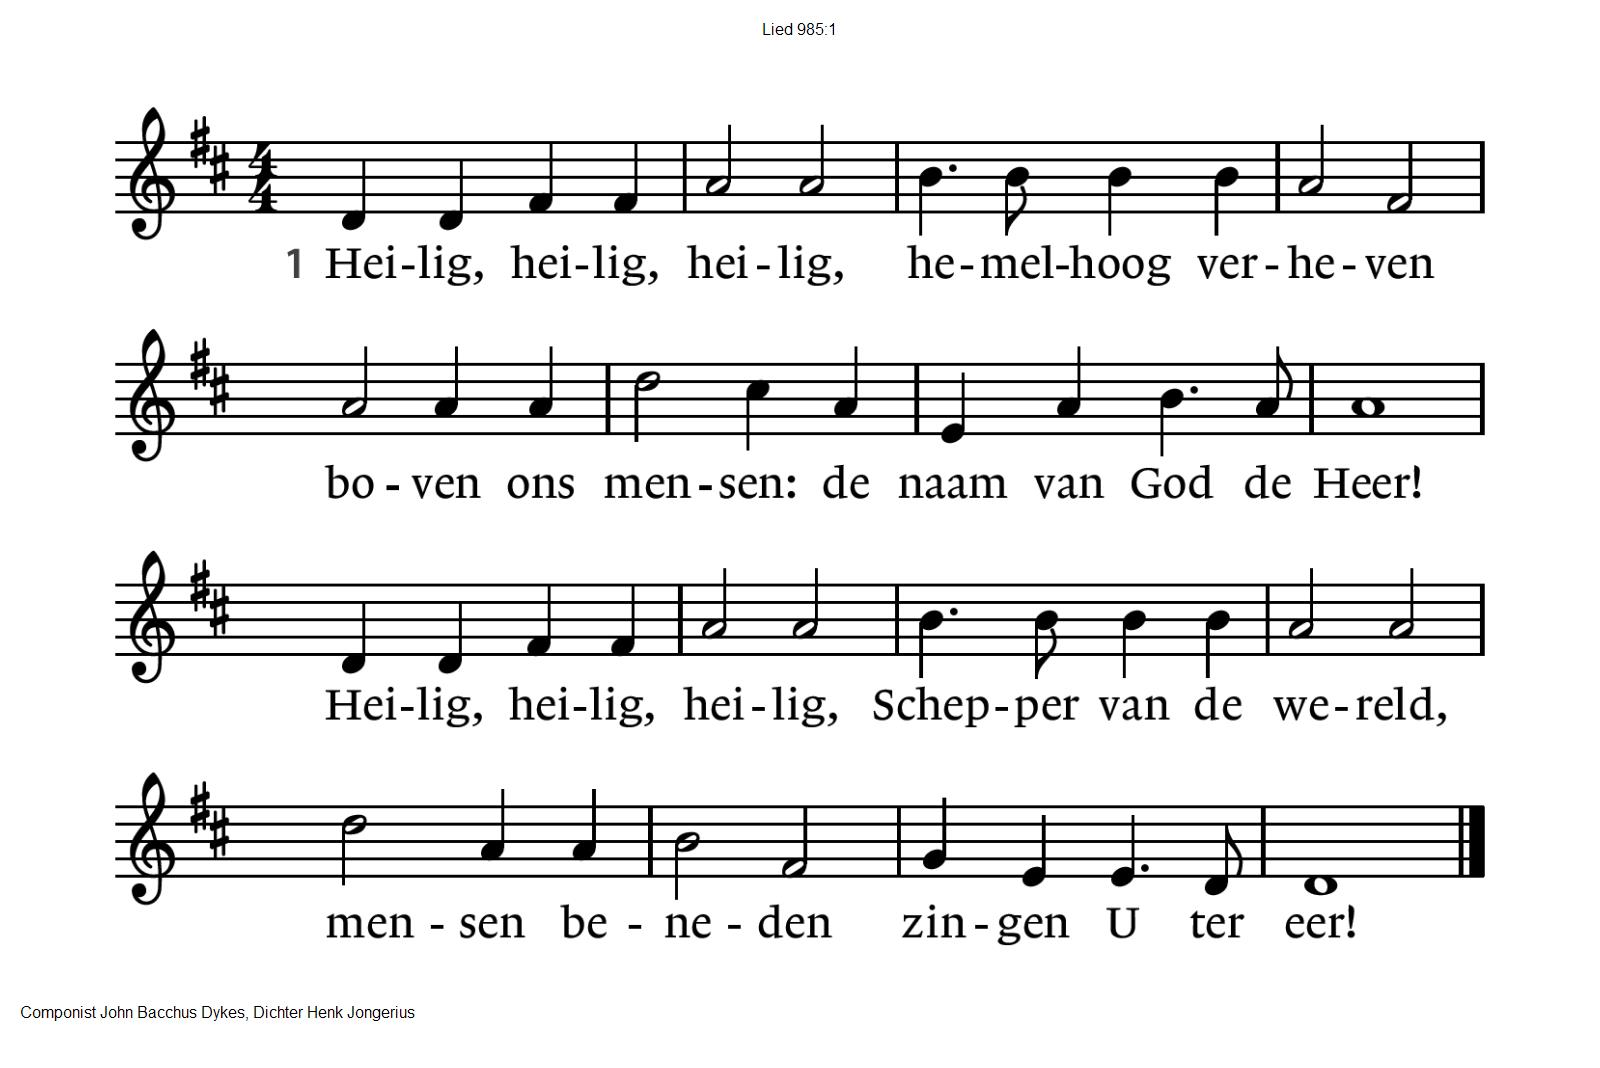 Lied 985:1
4
4
1 Hei-lig, hei-lig, hei-lig, he-mel-hoog ver-he-ven
bo-ven ons men-sen: de naam van God de Heer!
Hei-lig, hei-lig, hei-lig, Schep-per van de we-reld,
men-sen be-ne-den zin-gen U ter eer!
Componist John Bacchus Dykes, Dichter Henk Jongerius